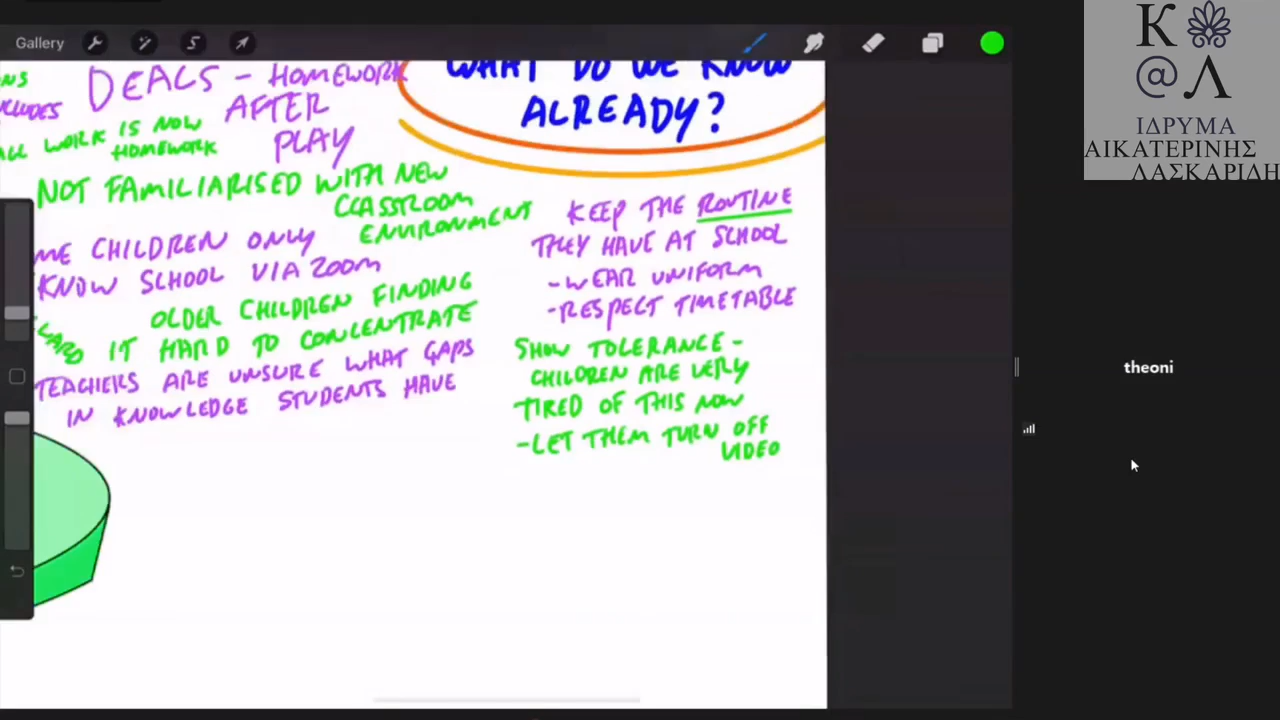 Gallery
DEALS - HOMEWORK
AFTER
PLAY
WORK IS NOW
HOMEWORK
NOT FAMILIARISED WITH NEW
CLASSROOM
ENVIRONMENT
CHILDREN ONLY
KNOW SCHOOL VIA ZOOM
OLDER CHILDREN FINDING
IT HARD TO CONCENTRATE
TEACHERS ARE UNSURE WHAT GAPS
IN KNOWLEDGE STUDENTS HAVE
WHAT DO WE KNOW
ALREADY?
KEEP THE ROUTINE
THEY HAVE AT SCHOOL
-WEAR UNIFORM
-RESPECT TIMETABLE
SHOW TOLERANCE -
CHILDREN ARE VERY
TIRED OF THIS NOW
-LET THEM TURN OFF
VIDEO
theoni
Κ
@Λ
ΙΔΡΥΜΑ
ΑΙΚΑΤΕΡΙΝΗΣ
ΛΑΣΚΑΡΙΔΗ